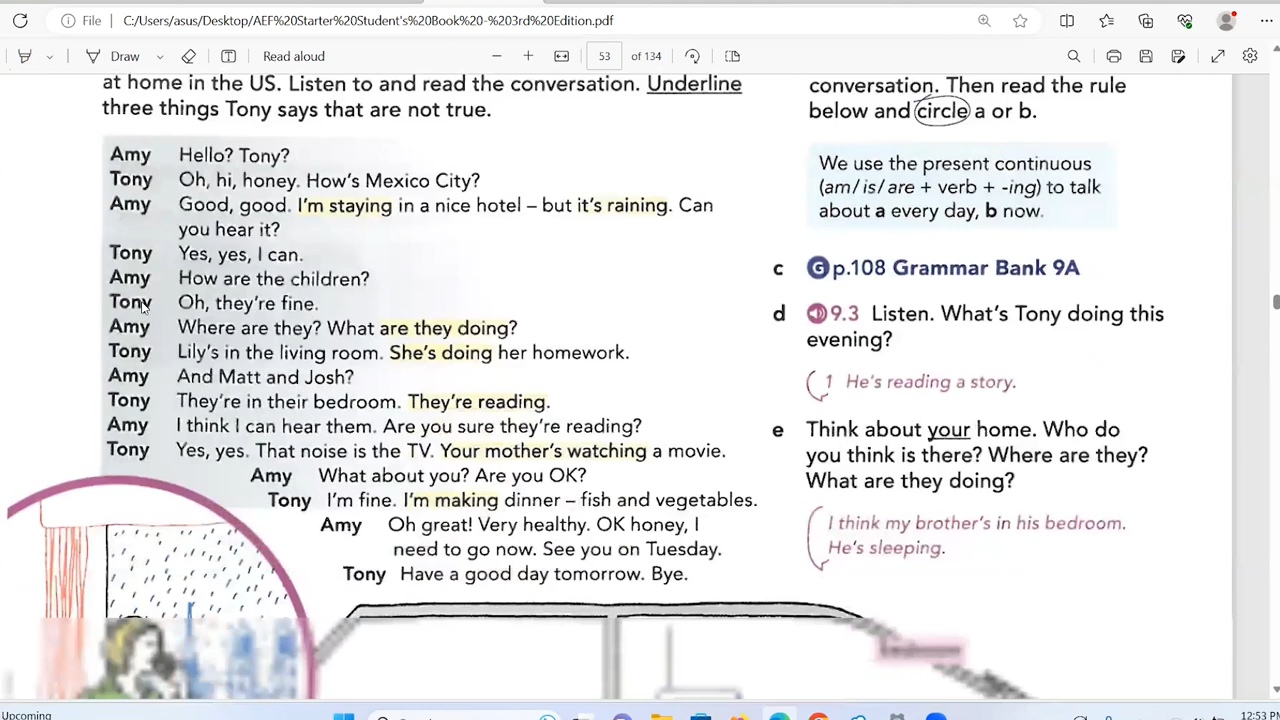 File C:/Users/asus/Desktop/AEF%20Starter%20Student's%20Book%20-%203rd%20Edition.pdf
Draw Read aloud 53 of 134
at home in the US. Listen to and read the conversation. Underline
three things Tony says that are not true.
Amy Hello? Tony?
Tony Oh, hi, honey. How's Mexico City?
Amy Good, good. I'm staying in a nice hotel – but it's raining. Can
you hear it?
Tony Yes, yes, I can.
Amy How are the children?
Tony Oh, they're fine.
Amy Where are they? What are they doing?
Tony Lily's in the living room. She's doing her homework.
Amy And Matt and Josh?
Tony They're in their bedroom. They're reading.
Amy I think I can hear them. Are you sure they're reading?
Tony Yes, yes. That noise is the TV. Your mother's watching a movie.
Amy What about you? Are you OK?
Tony I'm fine. I'm making dinner – fish and vegetables.
Amy Oh great! Very healthy. OK honey, I
need to go now. See you on Tuesday.
Tony Have a good day tomorrow. Bye.
conversation. Then read the rule
below and circle a or b.
We use the present continuous
(am / is / are + verb + -ing) to talk
about a every day, b now.
c G p.108 Grammar Bank 9A
d 9.3 Listen. What's Tony doing this
evening?
1 He's reading a story.
e Think about your home. Who do
you think is there? Where are they?
What are they doing?
I think my brother's in his bedroom.
He's sleeping.
Upcoming
12:53 P